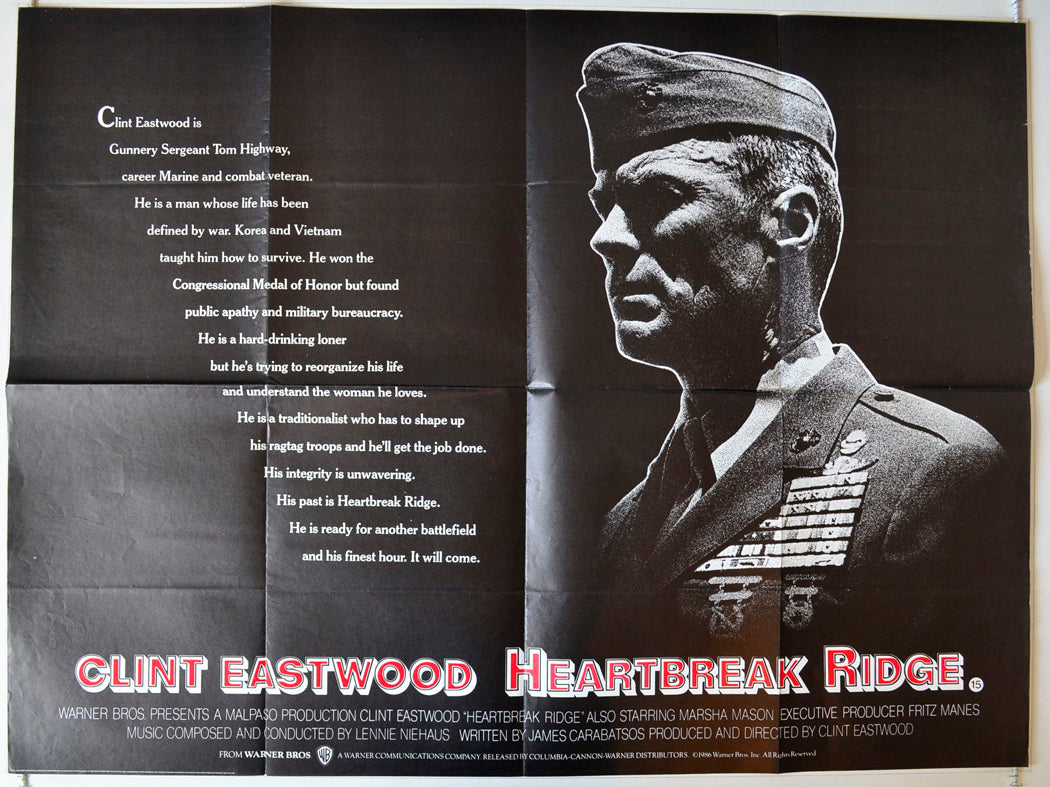 Clint Eastwood is
Gunnery Sergeant Tom Highway,
career Marine and combat veteran.
He is a man whose life has been
defined by war. Korea and Vietnam
taught him how to survive. He won the
Congressional Medal of Honor but found
public apathy and military bureaucracy.
He is a hard-drinking loner
but he's trying to reorganize his life
and understand the woman he loves.
He is a traditionalist who has to shape up
his ragtag troops and he'll get the job done.
His integrity is unwavering.
His past is Heartbreak Ridge.
He is ready for another battlefield
and his finest hour. It will come.
CLINT EASTWOOD HEARTBREAK RIDGE 15
WARNER BROS. PRESENTS A MALPASO PRODUCTION CLINT EASTWOOD "HEARTBREAK RIDGE" ALSO STARRING MARSHA MASON EXECUTIVE PRODUCER FRITZ MANES
MUSIC COMPOSED AND CONDUCTED BY LENNIE NIEHAUS WRITTEN BY JAMES CARABATSOS PRODUCED AND DIRECTED BY CLINT EASTWOOD
FROM WARNER BROS. WB A WARNER COMMUNICATIONS COMPANY. RELEASED BY COLUMBIA-CANNON-WARNER DISTRIBUTORS. ©1986 Warner Bros. Inc. All Rights Reserved